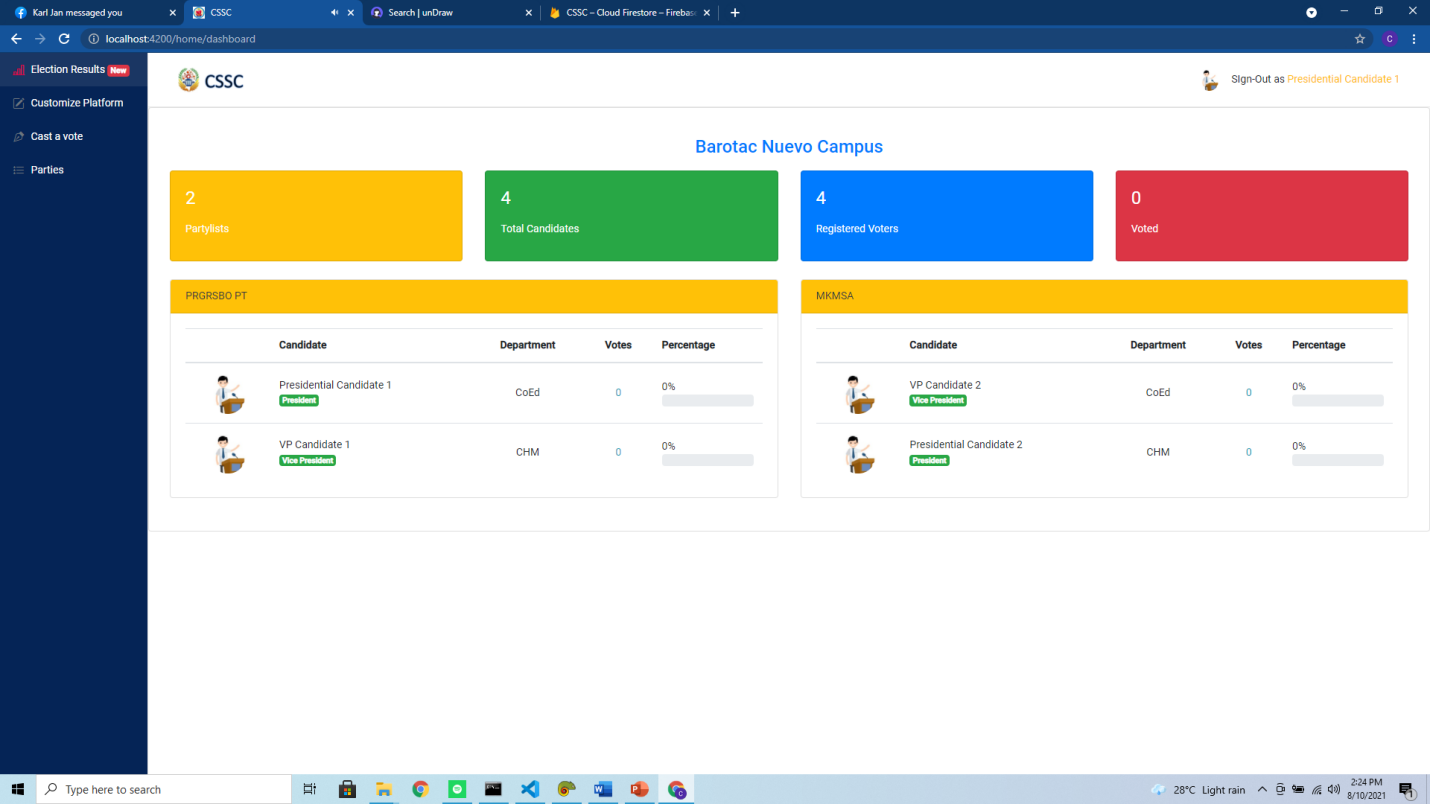 Karl Jan messaged you
CSSC
Search | unDraw
CSSC – Cloud Firestore – Firebase
localhost:4200/home/dashboard
C
Election Results New
Customize Platform
Cast a vote
Parties
CSSC
SIgn-Out as Presidential Candidate 1
Barotac Nuevo Campus
2
Partylists
4
Total Candidates
4
Registered Voters
0
Voted
PRGRSBO PT
Candidate Department Votes Percentage
Presidential Candidate 1
President
CoEd 0 0%
VP Candidate 1
Vice President
CHM 0 0%
MKMSA
Candidate Department Votes Percentage
VP Candidate 2
Vice President
CoEd 0 0%
Presidential Candidate 2
President
CHM 0 0%
Type here to search
28°C Light rain
2:24 PM
8/10/2021
1